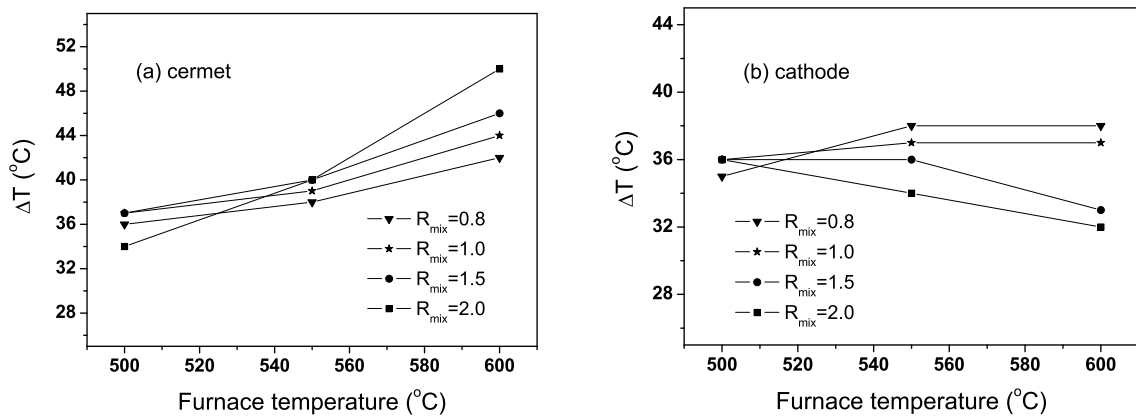 52
48
44
40
36
32
28
ΔT (°C)
(a) cermet
R_mix=0.8
R_mix=1.0
R_mix=1.5
R_mix=2.0
500 520 540 560 580 600
Furnace temperature (°C)
44
40
36
32
28
ΔT (°C)
(b) cathode
R_mix=0.8
R_mix=1.0
R_mix=1.5
R_mix=2.0
500 520 540 560 580 600
Furnace temperature (°C)